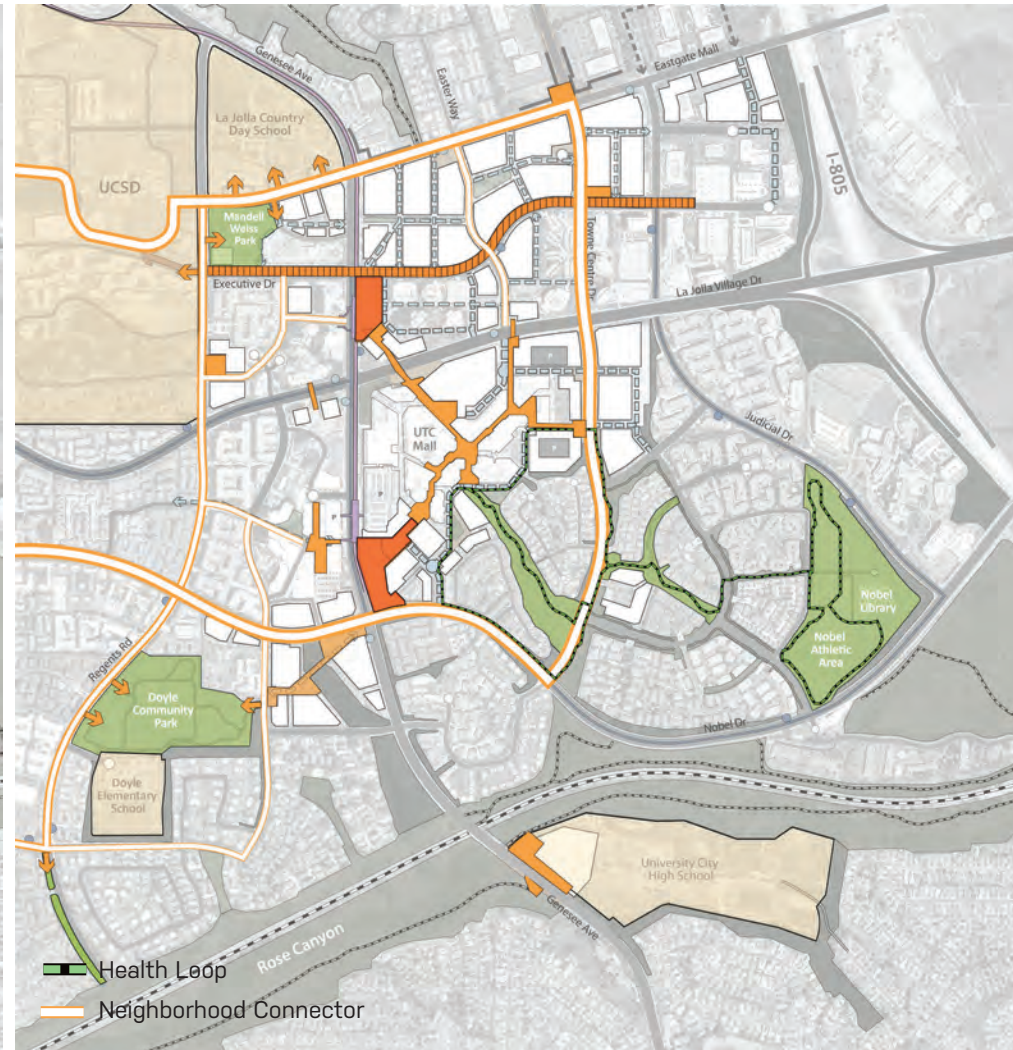 Genesee Ave
Easter Way
Eastgate Mall
La Jolla Country
Day School
UCSD
I-805
Mandell
Weiss
Park
Towne Centre Dr
Executive Dr
La Jolla Village Dr
UTC
Mall
P
P
P
P
Judicial Dr
Nobel
Library
Nobel
Athletic
Area
Regents Rd
Doyle
Community
Park
Nobel Dr
Doyle
Elementary
School
University City
High School
Genesee Ave
Rose Canyon
Health Loop
Neighborhood Connector